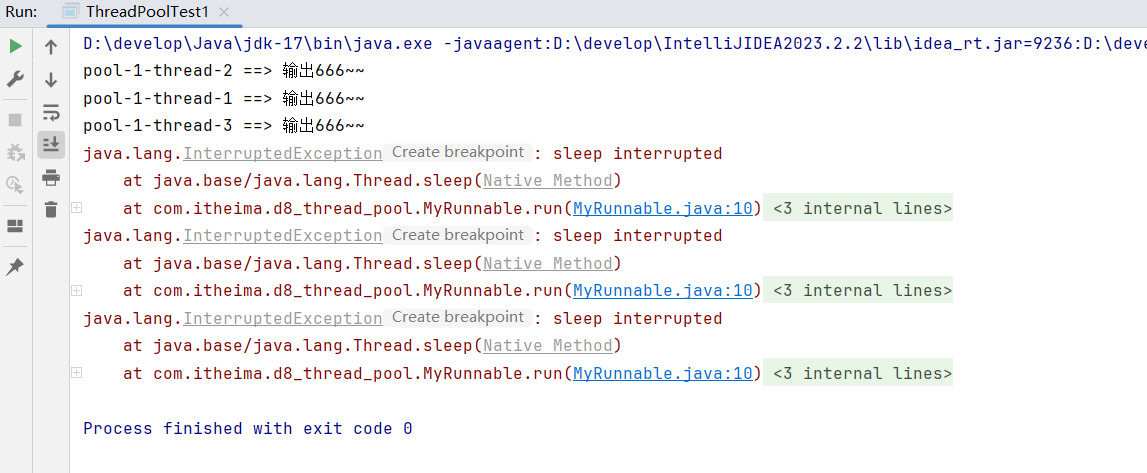 Run: ThreadPoolTest1
D:\develop\Java\jdk-17\bin\java.exe -javaagent:D:\develop\IntelliJIDEA2023.2.2\lib\idea_rt.jar=9236:D:\deve
pool-1-thread-2 ==> 输出666~~
pool-1-thread-1 ==> 输出666~~
pool-1-thread-3 ==> 输出666~~
java.lang.InterruptedException Create breakpoint : sleep interrupted
at java.base/java.lang.Thread.sleep(Native Method)
at com.itheima.d8_thread_pool.MyRunnable.run(MyRunnable.java:10) <3 internal lines>
java.lang.InterruptedException Create breakpoint : sleep interrupted
at java.base/java.lang.Thread.sleep(Native Method)
at com.itheima.d8_thread_pool.MyRunnable.run(MyRunnable.java:10) <3 internal lines>
java.lang.InterruptedException Create breakpoint : sleep interrupted
at java.base/java.lang.Thread.sleep(Native Method)
at com.itheima.d8_thread_pool.MyRunnable.run(MyRunnable.java:10) <3 internal lines>
Process finished with exit code 0